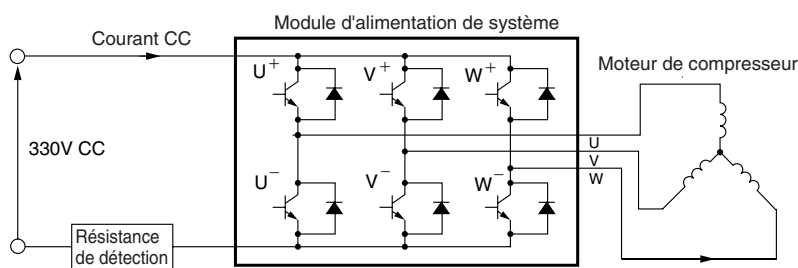 Module d'alimentation de système
Courant CC
Moteur de compresseur
U+
V+
W+
330V CC
U
V
W
U−
V−
W−
Résistance
de détection